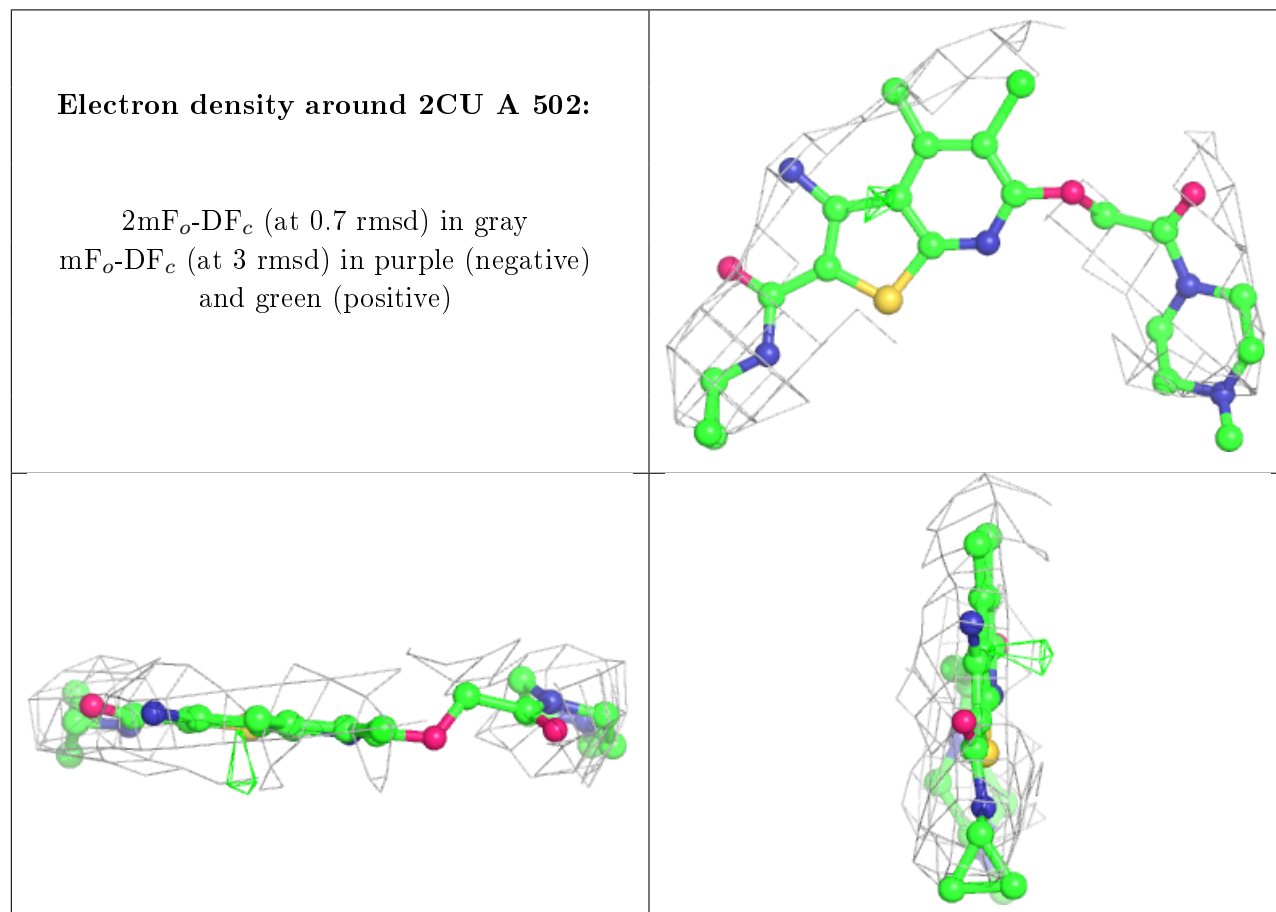 Electron density around 2CU A 502:
2mFo-DFc (at 0.7 rmsd) in gray
mFo-DFc (at 3 rmsd) in purple (negative)
and green (positive)